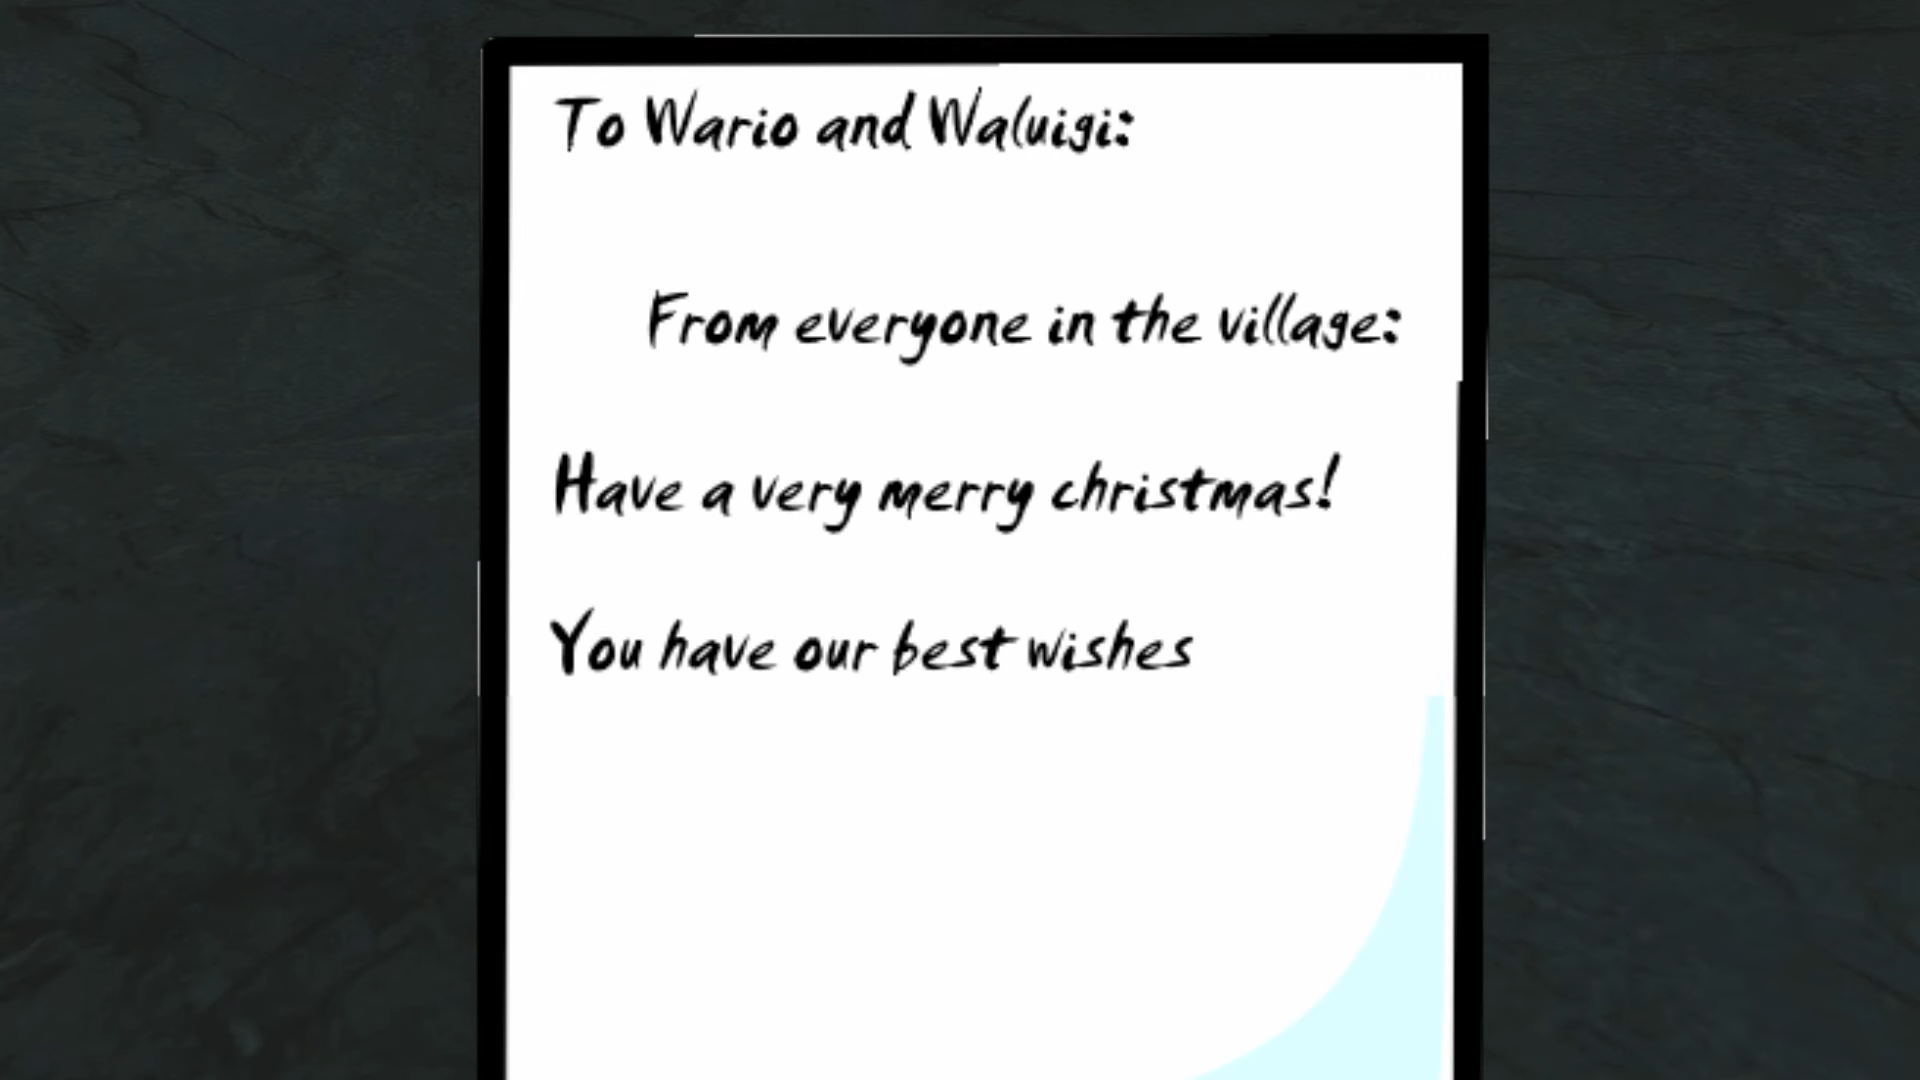 To Wario and Waluigi:
From everyone in the village:
Have a very merry christmas!
You have our best wishes